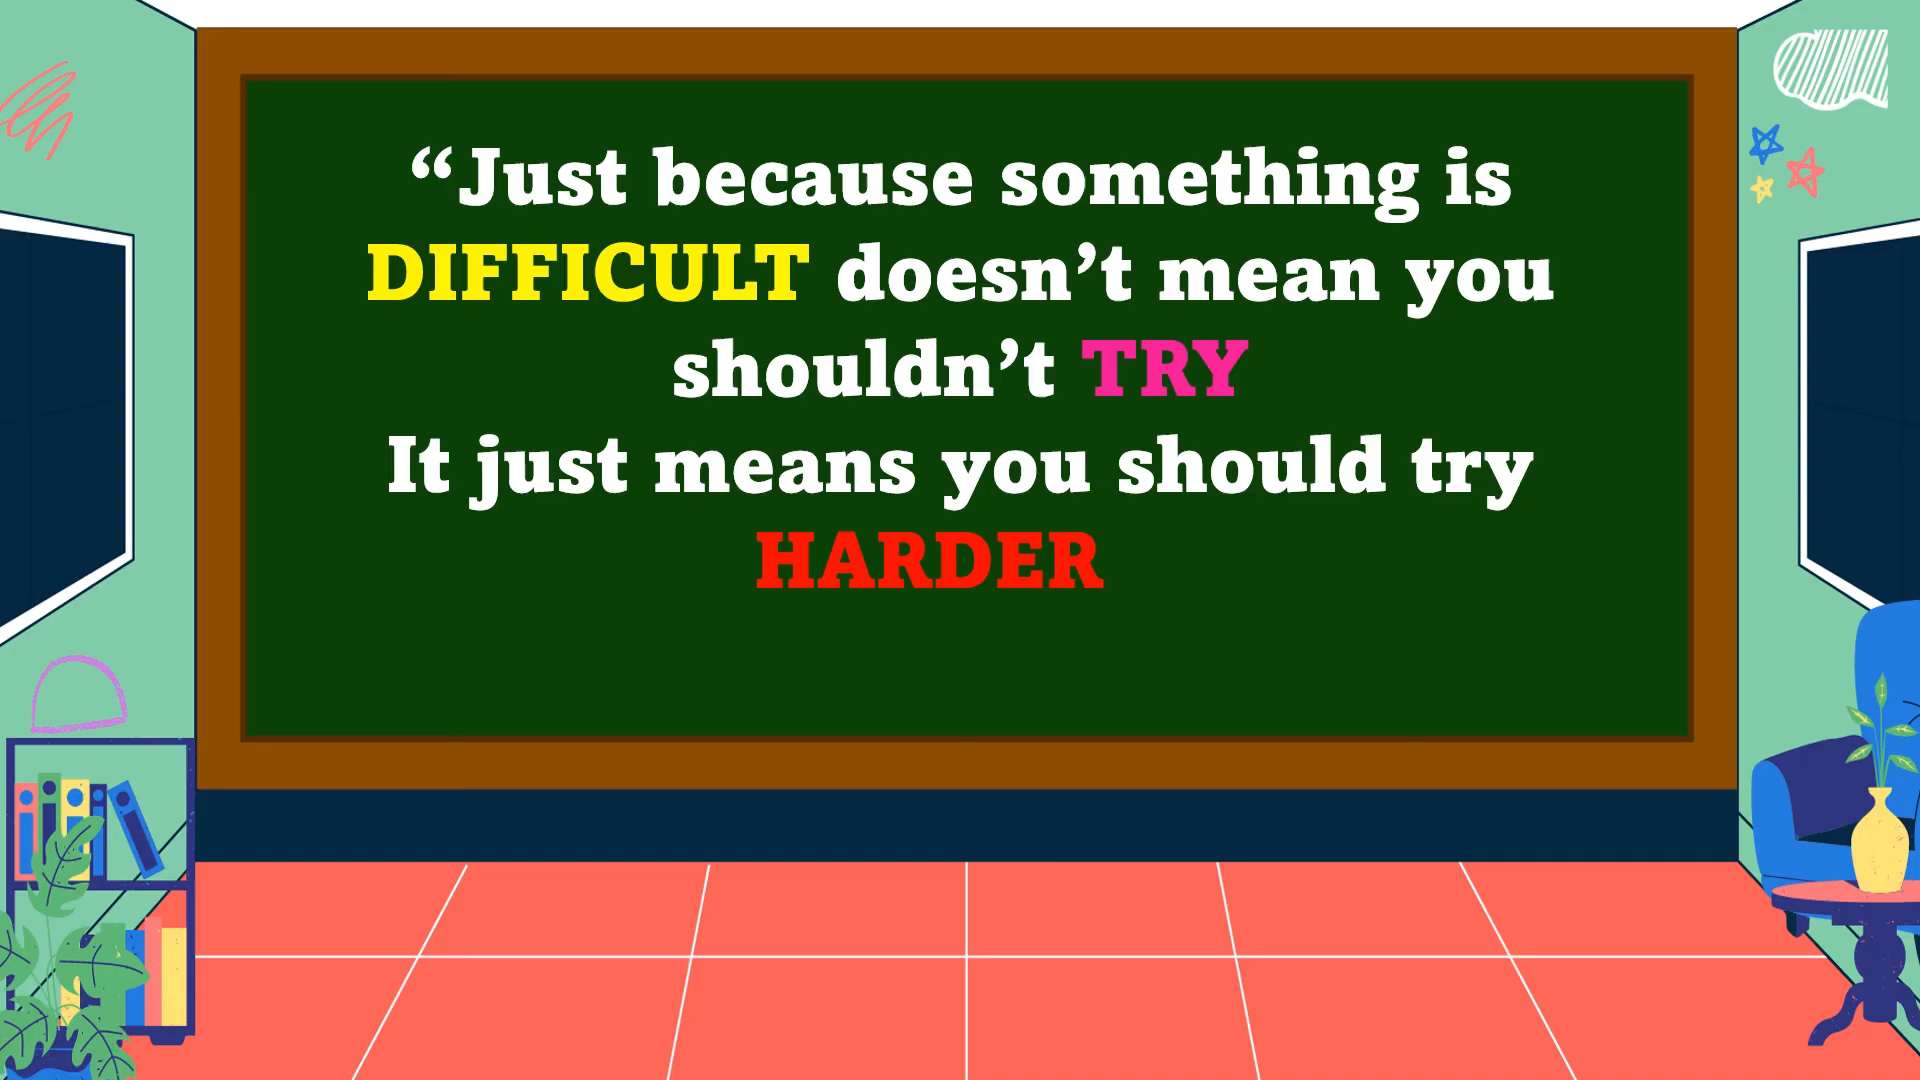 “Just because something is
DIFFICULT doesn’t mean you
shouldn’t TRY
It just means you should try
HARDER